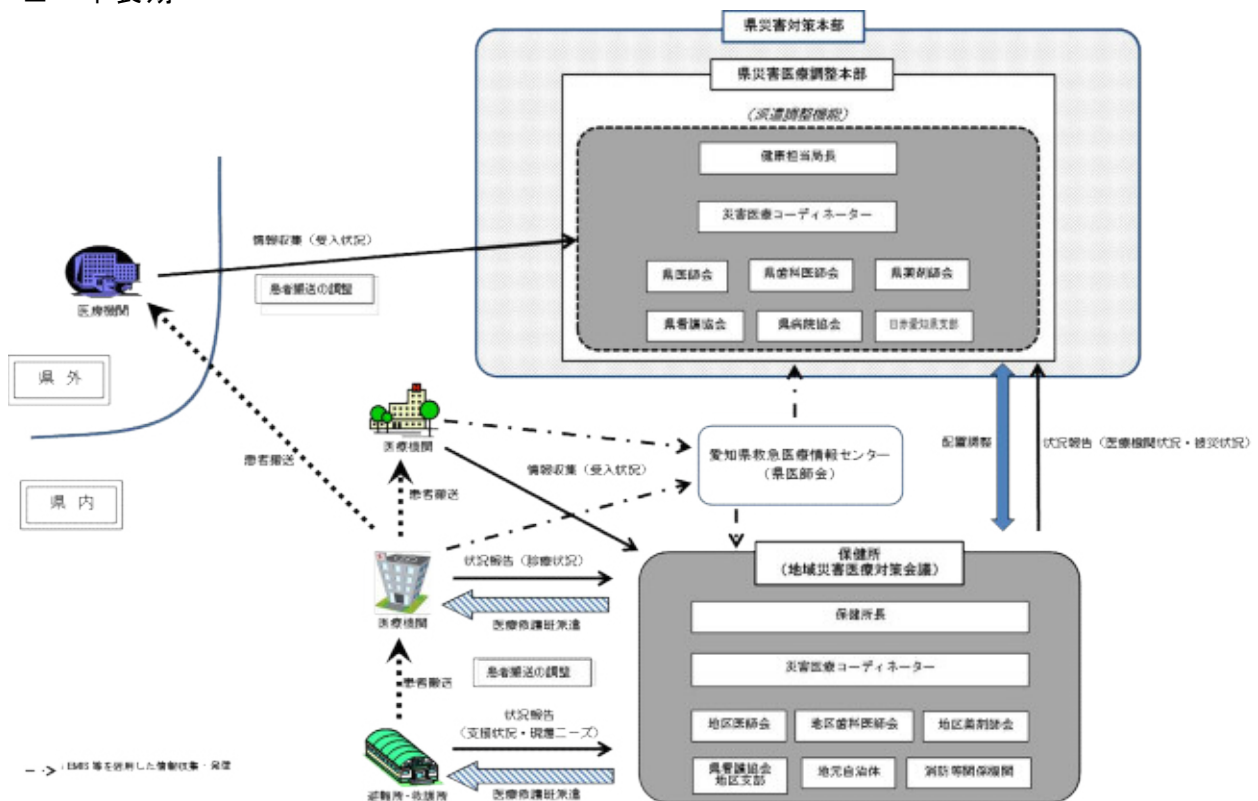 中長期
県災害対策本部
県災害医療調整本部
(派遣調整機能)
健康担当局長
災害医療コーディネーター
県医師会
県歯科医師会
県薬剤師会
県看護協会
県病院協会
日赤愛知県支部
情報収集（受入状況）
患者搬送の調整
医療機関
県 外
県 内
患者搬送
医療機関
患者搬送
情報収集（受入状況）
愛知県救急医療情報センター
（県医師会）
配置調整
状況報告（医療機関状況・被災状況）
医療機関
状況報告（診療状況）
医療救護班派遣
患者搬送の調整
患者搬送
状況報告
（支援状況・現還ニーズ）
医療救護班派遣
避難所・救護所
保健所
（地域災害医療対策会議）
保健所長
災害医療コーディネーター
地区医師会
地区歯科医師会
地区薬剤師会
県看護協会
地区支部
地元自治体
消防等関係機関
：EMIS 等を活用した情報収集・発信